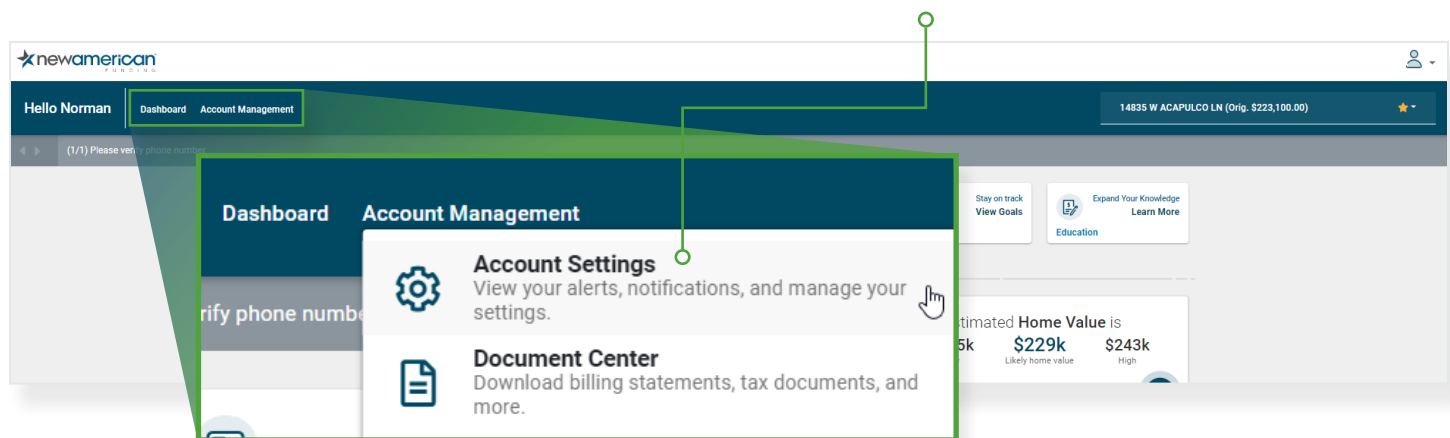 newamerican
FUNDING
Hello Norman
Dashboard Account Management
14835 W ACAPULCO LN (Orig. $223,100.00)
(1/1) Please verify phone number
Dashboard Account Management
Account Settings
View your alerts, notifications, and manage your
settings.
Document Center
Download billing statements, tax documents, and
more.
rify phone numbe
Stay on track
View Goals
Expand Your Knowledge
Learn More
Education
timated Home Value is
5k $229k $243k
Likely home value High